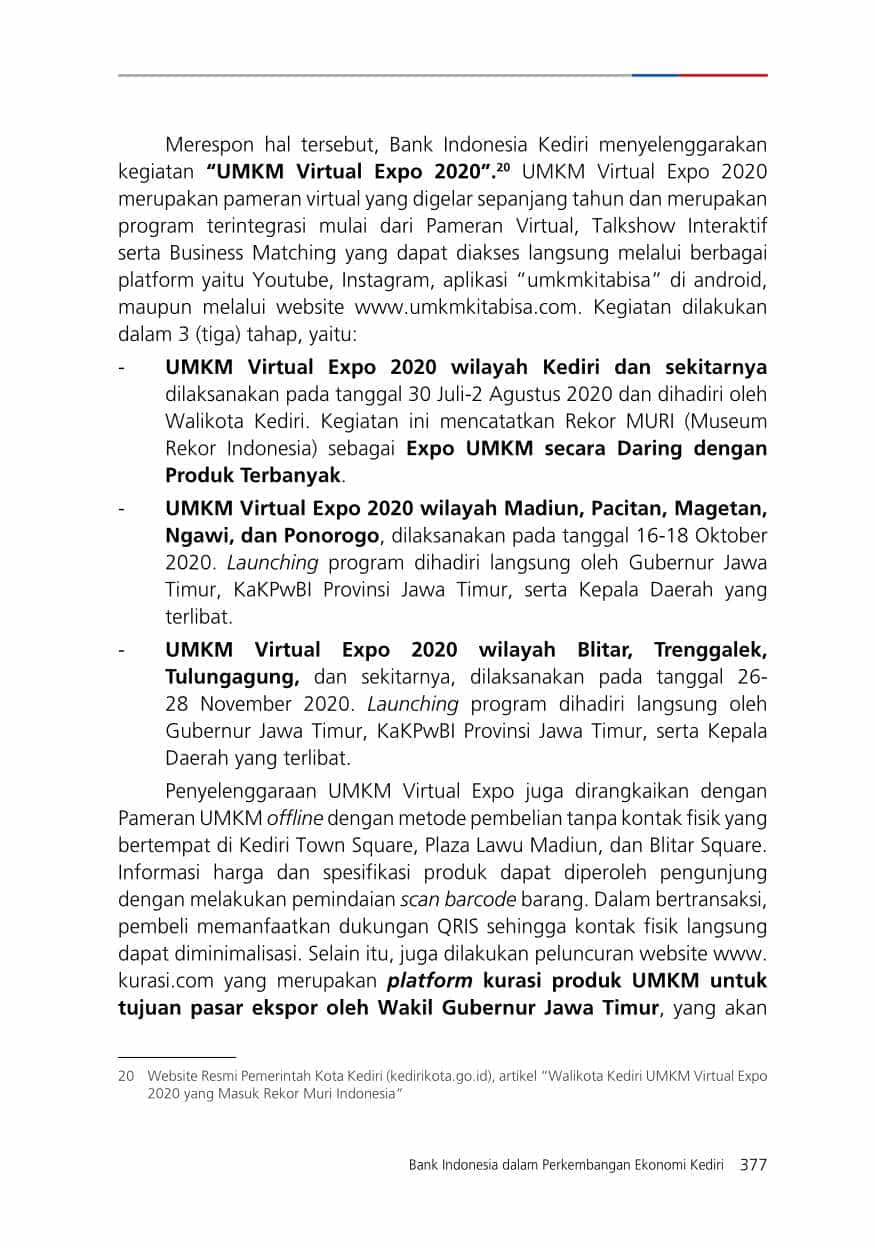 Merespon hal tersebut, Bank Indonesia Kediri menyelenggarakan
kegiatan “UMKM Virtual Expo 2020”.20 UMKM Virtual Expo 2020
merupakan pameran virtual yang digelar sepanjang tahun dan merupakan
program terintegrasi mulai dari Pameran Virtual, Talkshow Interaktif
serta Business Matching yang dapat diakses langsung melalui berbagai
platform yaitu Youtube, Instagram, aplikasi “umkmkitabisa” di android,
maupun melalui website www.umkmkitabisa.com. Kegiatan dilakukan
dalam 3 (tiga) tahap, yaitu:
- UMKM Virtual Expo 2020 wilayah Kediri dan sekitarnya
dilaksanakan pada tanggal 30 Juli-2 Agustus 2020 dan dihadiri oleh
Walikota Kediri. Kegiatan ini mencatatkan Rekor MURI (Museum
Rekor Indonesia) sebagai Expo UMKM secara Daring dengan
Produk Terbanyak.
- UMKM Virtual Expo 2020 wilayah Madiun, Pacitan, Magetan,
Ngawi, dan Ponorogo, dilaksanakan pada tanggal 16-18 Oktober
2020. Launching program dihadiri langsung oleh Gubernur Jawa
Timur, KaKPwBI Provinsi Jawa Timur, serta Kepala Daerah yang
terlibat.
- UMKM Virtual Expo 2020 wilayah Blitar, Trenggalek,
Tulungagung, dan sekitarnya, dilaksanakan pada tanggal 26-
28 November 2020. Launching program dihadiri langsung oleh
Gubernur Jawa Timur, KaKPwBI Provinsi Jawa Timur, serta Kepala
Daerah yang terlibat.
Penyelenggaraan UMKM Virtual Expo juga dirangkaikan dengan
Pameran UMKM offline dengan metode pembelian tanpa kontak fisik yang
bertempat di Kediri Town Square, Plaza Lawu Madiun, dan Blitar Square.
Informasi harga dan spesifikasi produk dapat diperoleh pengunjung
dengan melakukan pemindaian scan barcode barang. Dalam bertransaksi,
pembeli memanfaatkan dukungan QRIS sehingga kontak fisik langsung
dapat diminimalisasi. Selain itu, juga dilakukan peluncuran website www.
kurasi.com yang merupakan platform kurasi produk UMKM untuk
tujuan pasar ekspor oleh Wakil Gubernur Jawa Timur, yang akan
20 Website Resmi Pemerintah Kota Kediri (kedirikota.go.id), artikel “Walikota Kediri UMKM Virtual Expo
2020 yang Masuk Rekor Muri Indonesia”
Bank Indonesia dalam Perkembangan Ekonomi Kediri 377